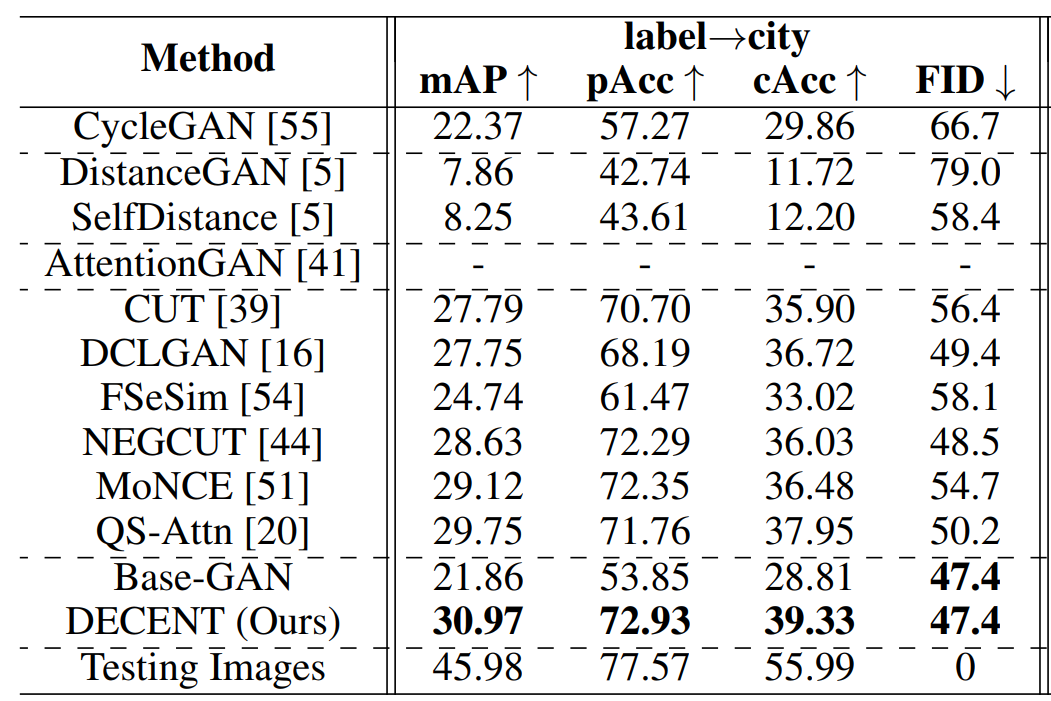 Method label→city
mAP ↑ pAcc ↑ cAcc ↑ FID ↓
CycleGAN [55] 22.37 57.27 29.86 66.7
DistanceGAN [5] 7.86 42.74 11.72 79.0
SelfDistance [5] 8.25 43.61 12.20 58.4
AttentionGAN [41] - - - -
CUT [39] 27.79 70.70 35.90 56.4
DCLGAN [16] 27.75 68.19 36.72 49.4
FSeSim [54] 24.74 61.47 33.02 58.1
NEGCUT [44] 28.63 72.29 36.03 48.5
MoNCE [51] 29.12 72.35 36.48 54.7
QS-Attn [20] 29.75 71.76 37.95 50.2
Base-GAN 21.86 53.85 28.81 47.4
DECENT (Ours) 30.97 72.93 39.33 47.4
Testing Images 45.98 77.57 55.99 0